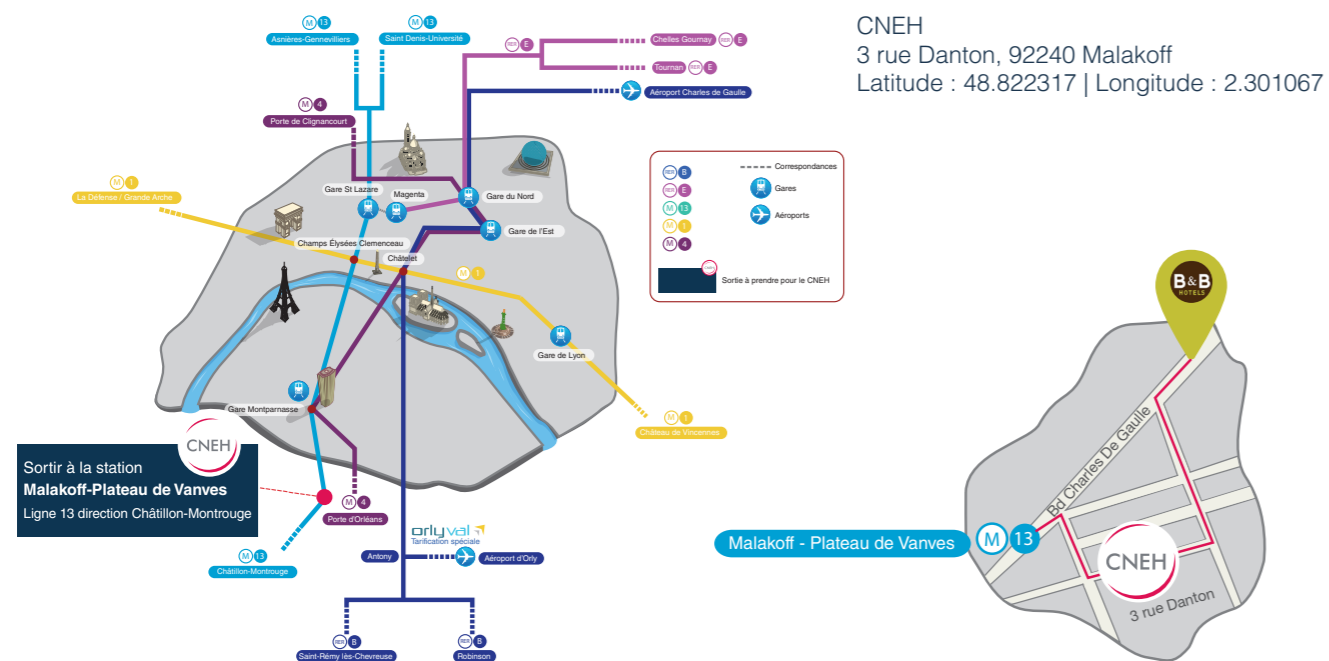 CNEH
3 rue Danton, 92240 Malakoff
Latitude : 48.822317 | Longitude : 2.301067
M 13
Asnières-Gennevilliers
M 13
Saint Denis-Université
RER E
Chelles Gournay RER E
Tournan RER E
Aéroport Charles de Gaulle
M 4
Porte de Clignancourt
M 1
La Défense / Grande Arche
Gare St Lazare
Magenta
Gare du Nord
Gare de l'Est
Champs Élysées Clemenceau
Châtelet
M 1
Gare de Lyon
Gare Montparnasse
M 1
Château de Vincennes
CNEH
Sortir à la station
Malakoff-Plateau de Vanves
Ligne 13 direction Châtillon-Montrouge
M 4
Porte d'Orléans
M 13
Châtillon-Montrouge
orlyval
Tarification spéciale
Antony
Aéroport d'Orly
RER B
Saint-Rémy lès-Chevreuse
RER B
Robinson
RER B
RER E
M 13
M 1
M 4
Correspondances
Gares
Aéroports
CNEH
Sortie à prendre pour le CNEH
B&B
HOTELS
Bd Charles De Gaulle
Malakoff - Plateau de Vanves M 13
CNEH
3 rue Danton